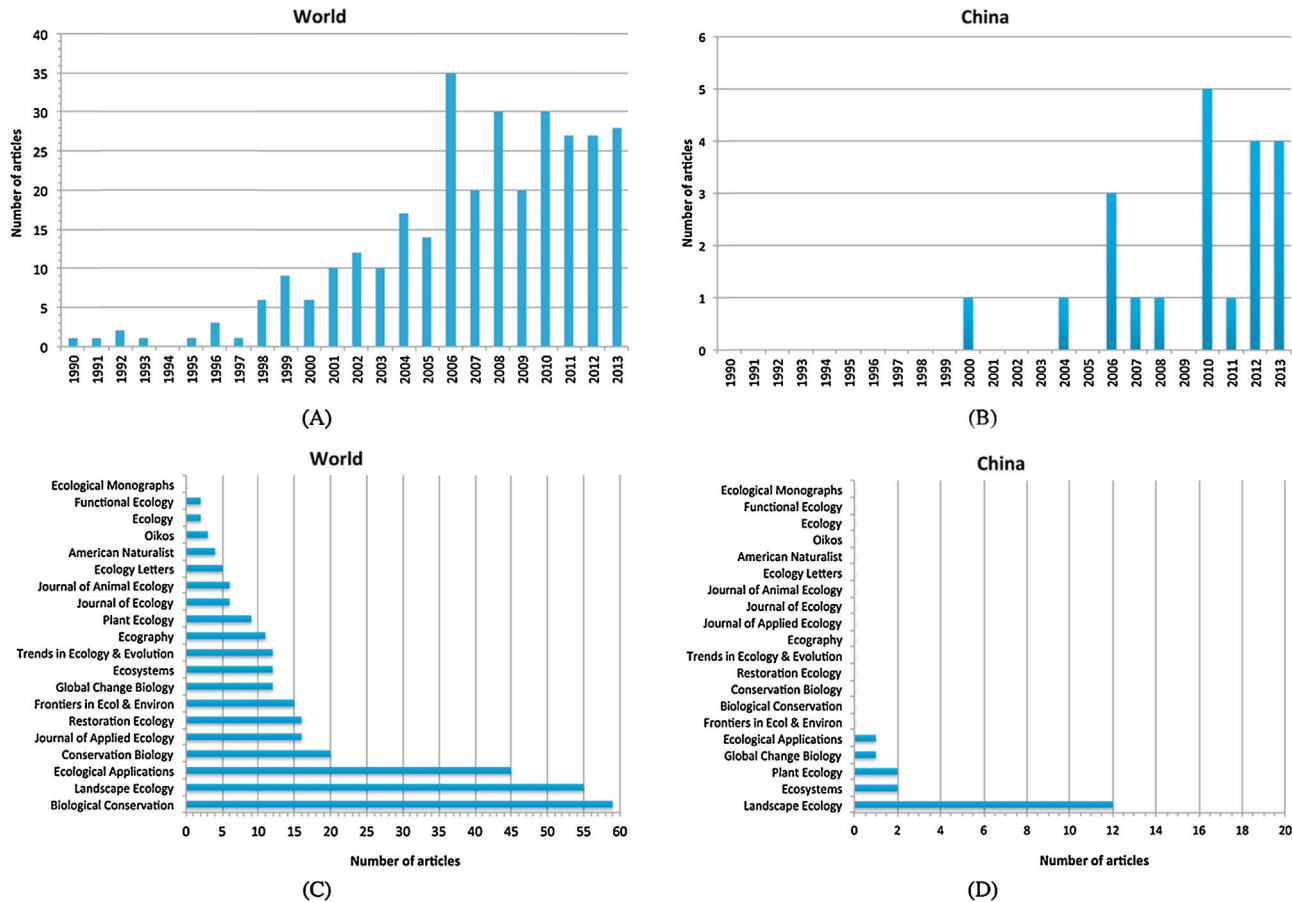 World
40
35
30
25
20
15
10
5
0
Number of articles
1990 1991 1992 1993 1994 1995 1996 1997 1998 1999 2000 2001 2002 2003 2004 2005 2006 2007 2008 2009 2010 2011 2012 2013
(A)
China
6
5
4
3
2
1
0
Number of articles
1990 1991 1992 1993 1994 1995 1996 1997 1998 1999 2000 2001 2002 2003 2004 2005 2006 2007 2008 2009 2010 2011 2012 2013
(B)
World
Ecological Monographs
Functional Ecology
Ecology
Oikos
American Naturalist
Ecology Letters
Journal of Animal Ecology
Journal of Ecology
Plant Ecology
Ecography
Trends in Ecology & Evolution
Ecosystems
Global Change Biology
Frontiers in Ecol & Environ
Restoration Ecology
Journal of Applied Ecology
Conservation Biology
Ecological Applications
Landscape Ecology
Biological Conservation
0 5 10 15 20 25 30 35 40 45 50 55 60
Number of articles
(C)
China
Ecological Monographs
Functional Ecology
Ecology
Oikos
American Naturalist
Ecology Letters
Journal of Animal Ecology
Journal of Ecology
Journal of Applied Ecology
Ecography
Trends in Ecology & Evolution
Restoration Ecology
Conservation Biology
Biological Conservation
Frontiers in Ecol & Environ
Ecological Applications
Global Change Biology
Plant Ecology
Ecosystems
Landscape Ecology
0 2 4 6 8 10 12 14 16 18 20
Number of articles
(D)